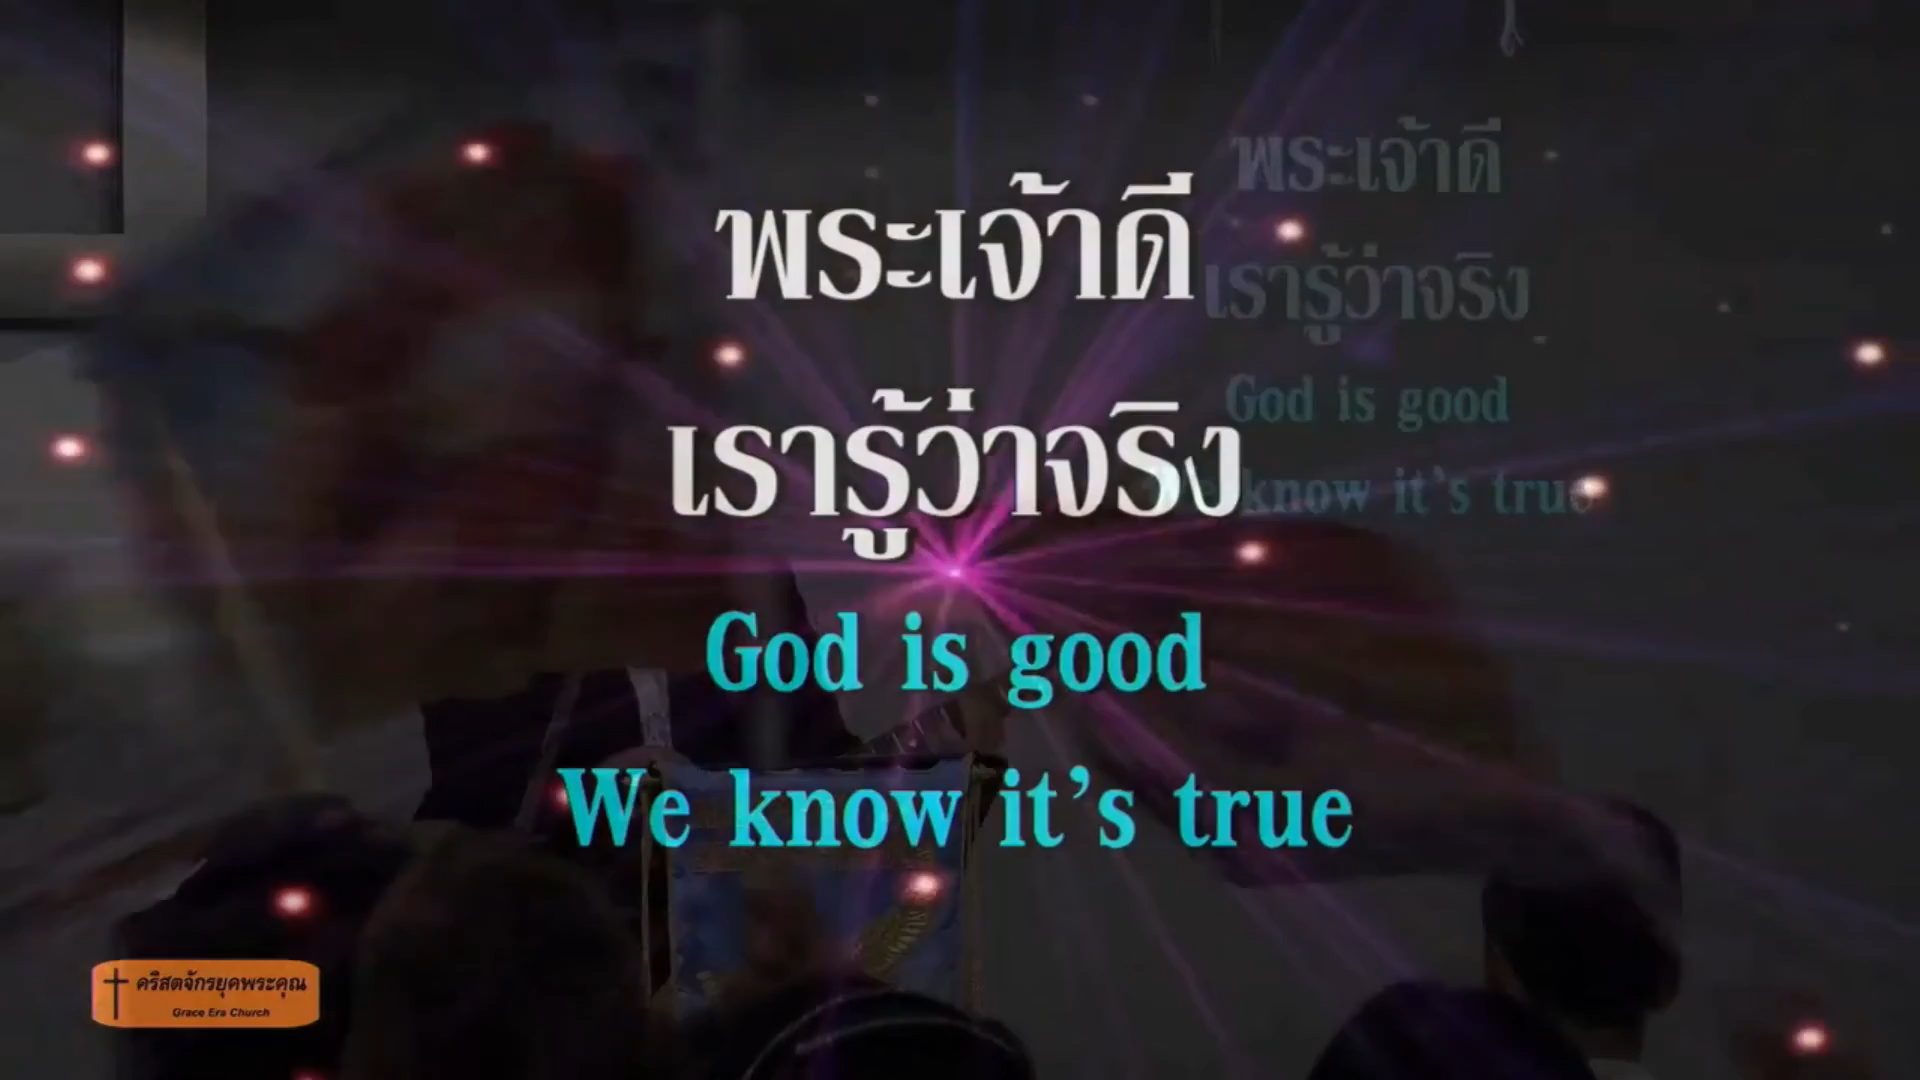 พระเจ้าดี
เรารู้ว่าจริง
God is good
We know it's true
พระเจ้าดี
เรารู้ว่าจริง
God is good
We know it's true
คริสตจักรยุคพระคุณ
Grace Era Church